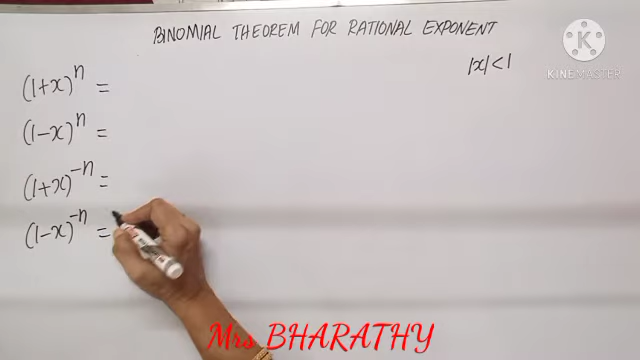 BINOMIAL THEOREM FOR RATIONAL EXPONENT
KINEMASTER
|x|<1
(1+x)^n =
(1-x)^n =
(1+x)^-n =
(1-x)^-n =
Mrs BHARATHY